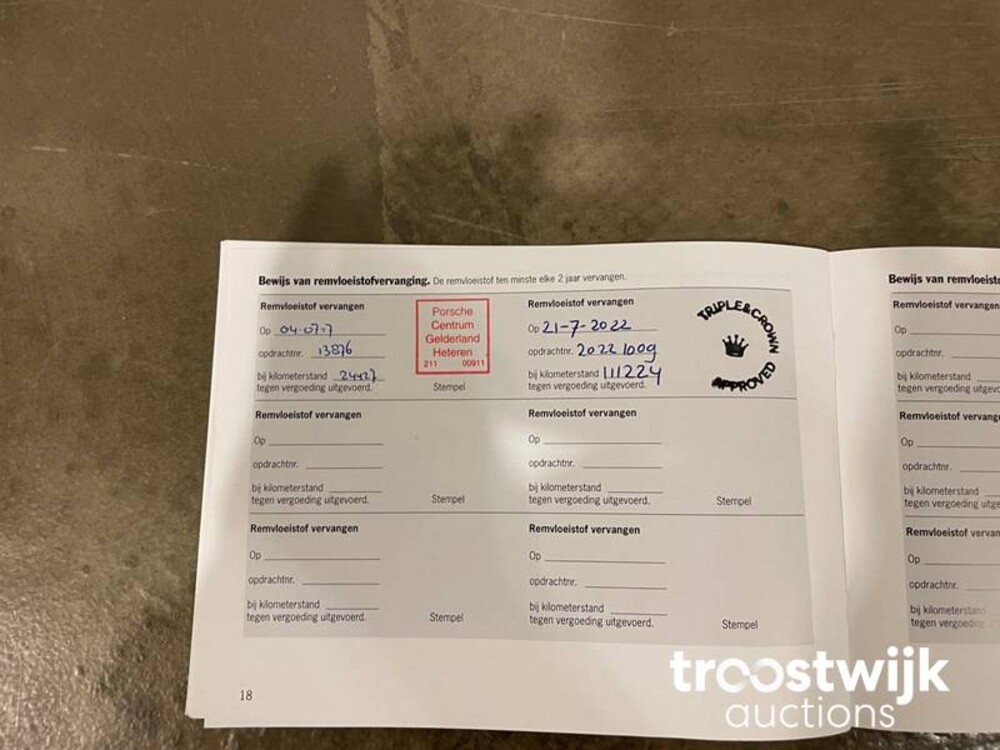 Bewijs van remvloeistofvervanging. De remvloeistof ten minste elke 2 jaar vervangen.
Remvloeistof vervangen
Op 04-07-17
opdrachtnr. 13876
bij kilometerstand 24427
tegen vergoeding uitgevoerd.
Porsche
Centrum
Gelderland
Heteren
211 00911
Stempel
Remvloeistof vervangen
Op 21-7-2022
opdrachtnr. 20221009
bij kilometerstand 111224
tegen vergoeding uitgevoerd.
TRIPLE&CROWN
APPROVED
Remvloeistof vervangen
Op
opdrachtnr.
bij kilometerstand
tegen vergoeding uitgevoerd.
Stempel
Remvloeistof vervangen
Op
opdrachtnr.
bij kilometerstand
tegen vergoeding uitgevoerd.
Stempel
Remvloeistof vervangen
Op
opdrachtnr.
bij kilometerstand
tegen vergoeding uitgevoerd.
Stempel
Remvloeistof vervangen
Op
opdrachtnr.
bij kilometerstand
tegen vergoeding uitgevoerd.
Stempel
18
Bewijs van remvloeisto
Remvloeistof vervangen
Op
opdrachtnr.
bij kilometerstand
tegen vergoeding
Remvloeistof vervangen
Op
opdrachtnr.
bij kilometerstand
tegen vergoeding uitge
Remvloeistof vervan
Op
opdrachtnr.
bij kilometerstand
tegen vergoeding
troostwijk
auctions